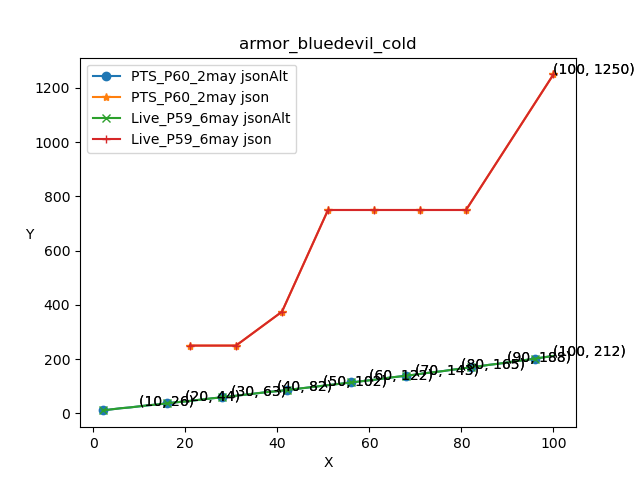 armor_bluedevil_cold
PTS_P60_2may jsonAlt
PTS_P60_2may json
Live_P59_6may jsonAlt
Live_P59_6may json
(100, 1250)
1200
1000
800
Y
600
400
200
0
(10, 26)
(20, 44)
(30, 63)
(40, 82)
(50, 102)
(60, 122)
(70, 143)
(80, 165)
(90, 188)
(100, 212)
0 20 40 60 80 100
X